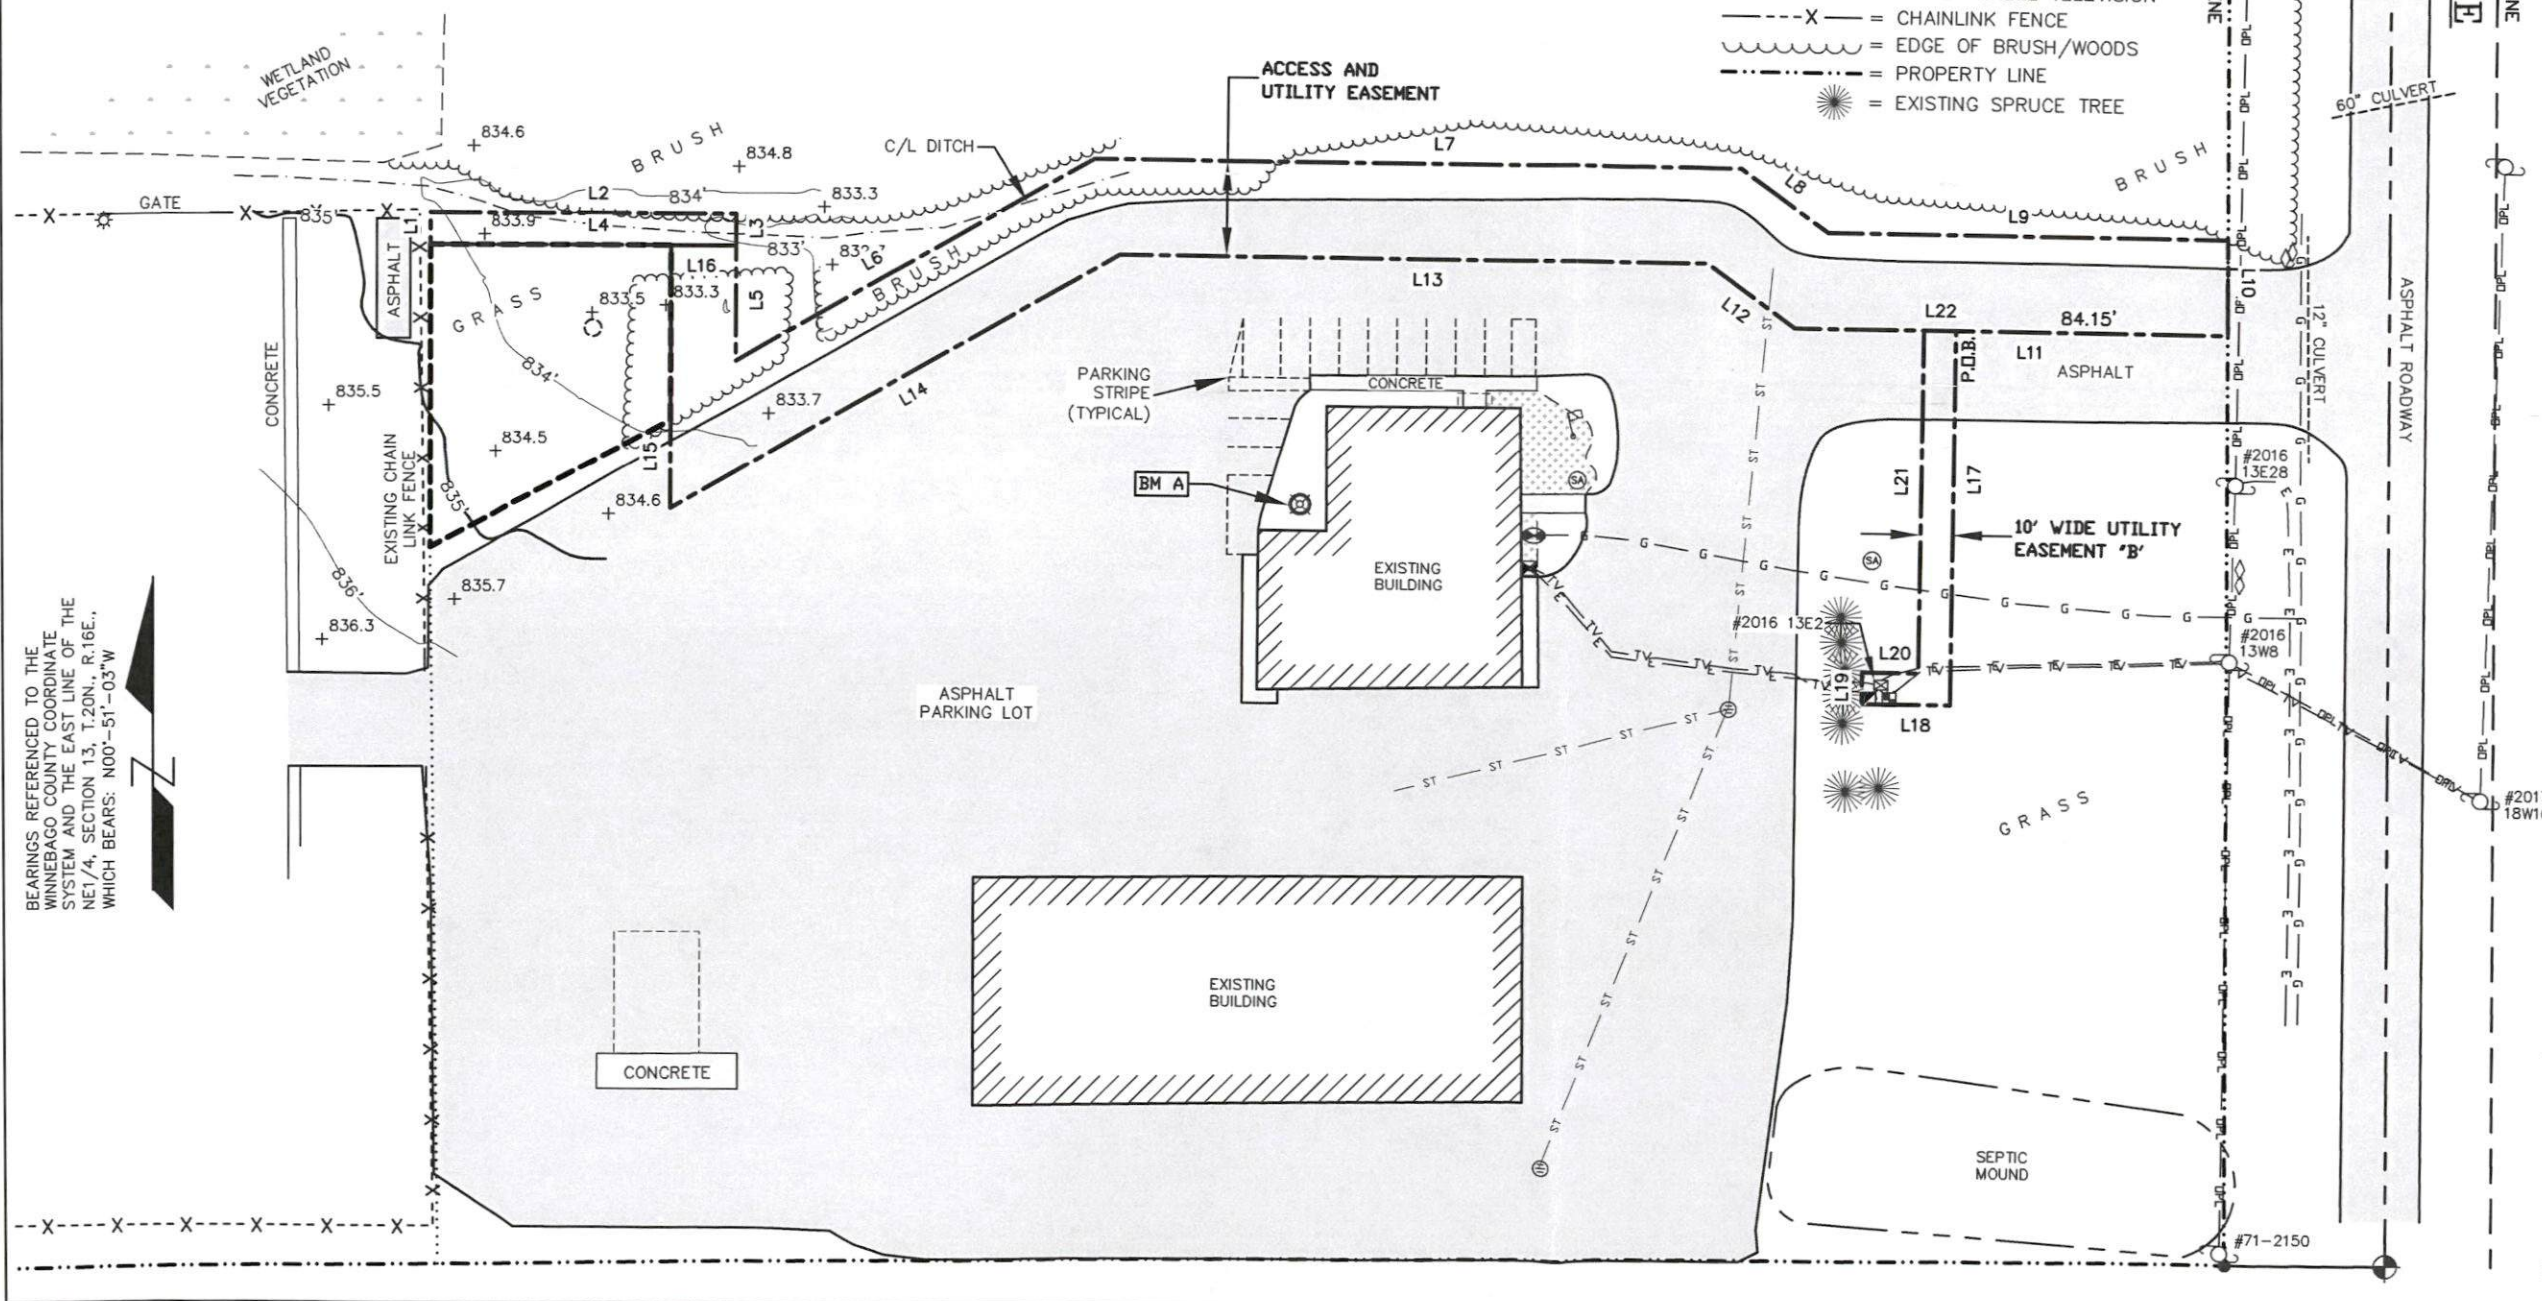 = CHAINLINK FENCE
= EDGE OF BRUSH/WOODS
= PROPERTY LINE
= EXISTING SPRUCE TREE
NE
NE
E
60" CULVERT
WETLAND
VEGETATION
834.6
BRUSH
834.8
C/L DITCH
ACCESS AND
UTILITY EASEMENT
L7
L8
L9
BRUSH
GATE
835'
L1
L2
834'
833.3
833.9
L4
L3
833'
L16
L5
L6
BRUSH
ASPHALT
GRASS
833.5
833.3
834'
L13
L12
L10
L22
84.15'
L11
P.O.B.
ASPHALT
12" CULVERT
ASPHALT ROADWAY
CONCRETE
835.5
EXISTING CHAIN
LINK FENCE
834.5
835'
L15
833.7
834.6
L14
PARKING
STRIPE
(TYPICAL)
CONCRETE
BM A
SA
EXISTING
BUILDING
L21
L17
10' WIDE UTILITY
EASEMENT "B"
SA
#2016
13E28
#2016
13W8
#2016 13E2
L20
L19
L18
836'
836.3
835.7
BEARINGS REFERENCED TO THE
WINNEBAGO COUNTY COORDINATE
SYSTEM AND THE EAST LINE OF THE
NE1/4, SECTION 13, T.20N., R.16E.,
WHICH BEARS: N00°-51'-03"W
ASPHALT
PARKING LOT
GRASS
EXISTING
BUILDING
CONCRETE
SEPTIC
MOUND
#71-2150